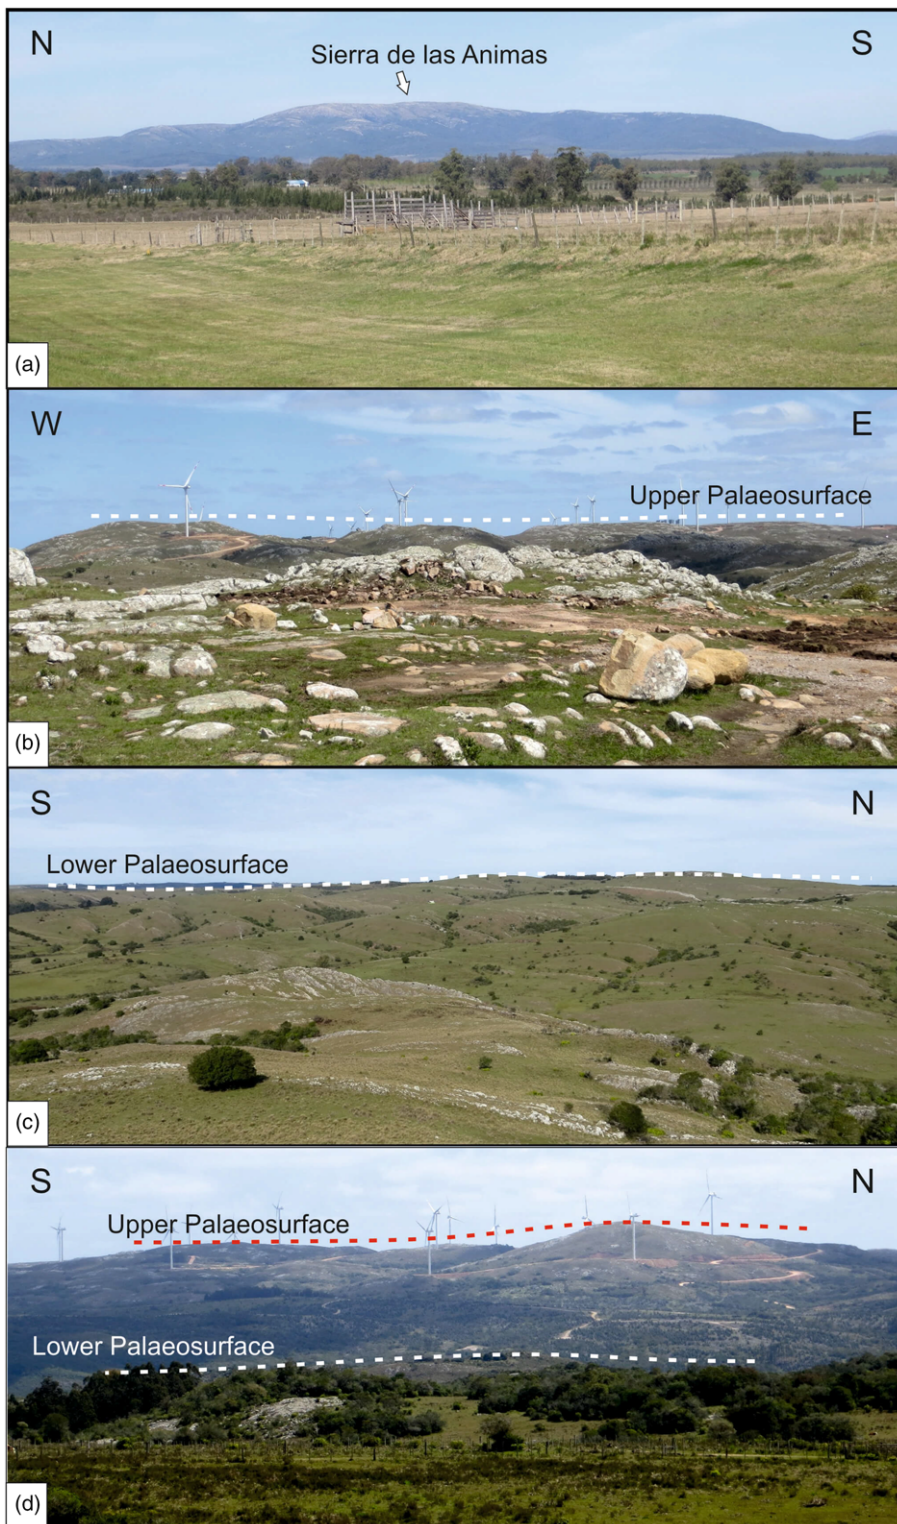 N
S
Sierra de las Animas
(a)
W
E
Upper Palaeosurface
(b)
S
N
Lower Palaeosurface
(c)
S
N
Upper Palaeosurface
Lower Palaeosurface
(d)